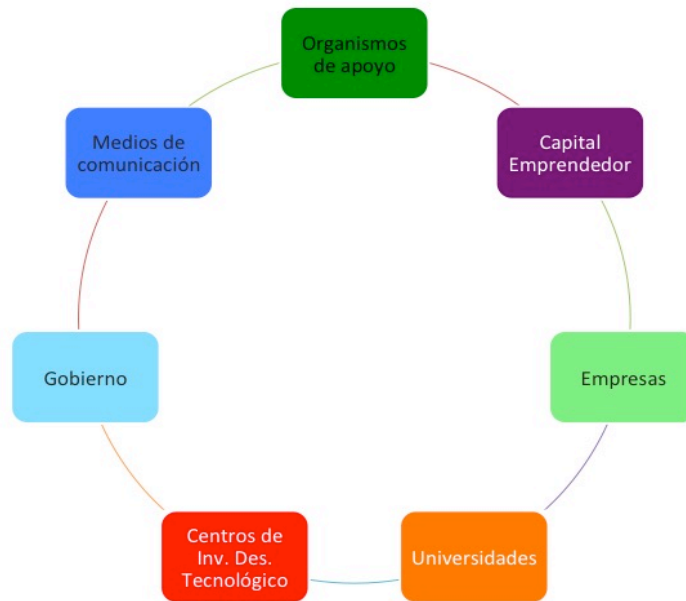 Organismos
de apoyo
Capital
Emprendedor
Empresas
Universidades
Centros de
Inv. Des.
Tecnológico
Gobierno
Medios de
comunicación